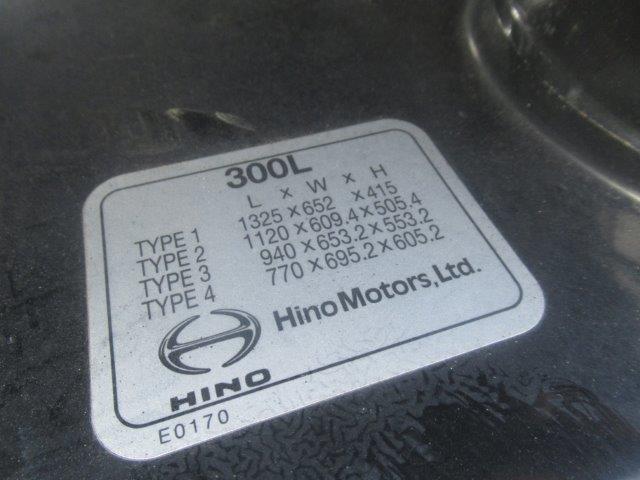 300L
L × W × H
TYPE 1 1325×652 ×415
TYPE 2 1120×609.4×505.4
TYPE 3 940×653.2×553.2
TYPE 4 770×695.2×605.2
HINO Hino Motors, Ltd.
E0170